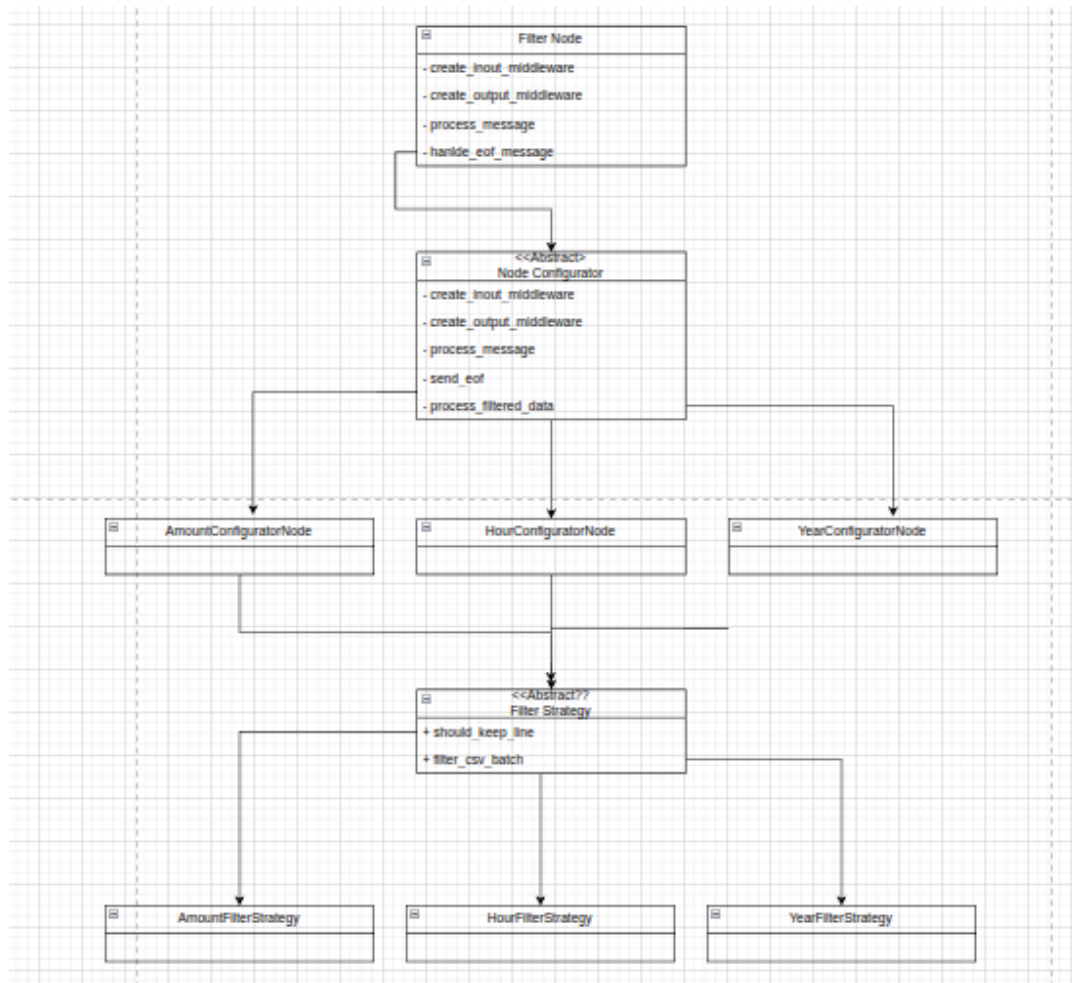 Filter Node
- create_inout_middleware
- create_output_middleware
- process_message
- hanlde_eof_message
<<Abstract>
Node Configurator
- create_inout_middleware
- create_output_middleware
- process_message
- send_eof
- process_filtered_data
AmountConfiguratorNode
HourConfiguratorNode
YearConfiguratorNode
<<Abstract??
Filter Strategy
+ should_keep_line
+ filter_csv_batch
AmountFilterStrategy
HourFilterStrategy
YearFilterStrategy